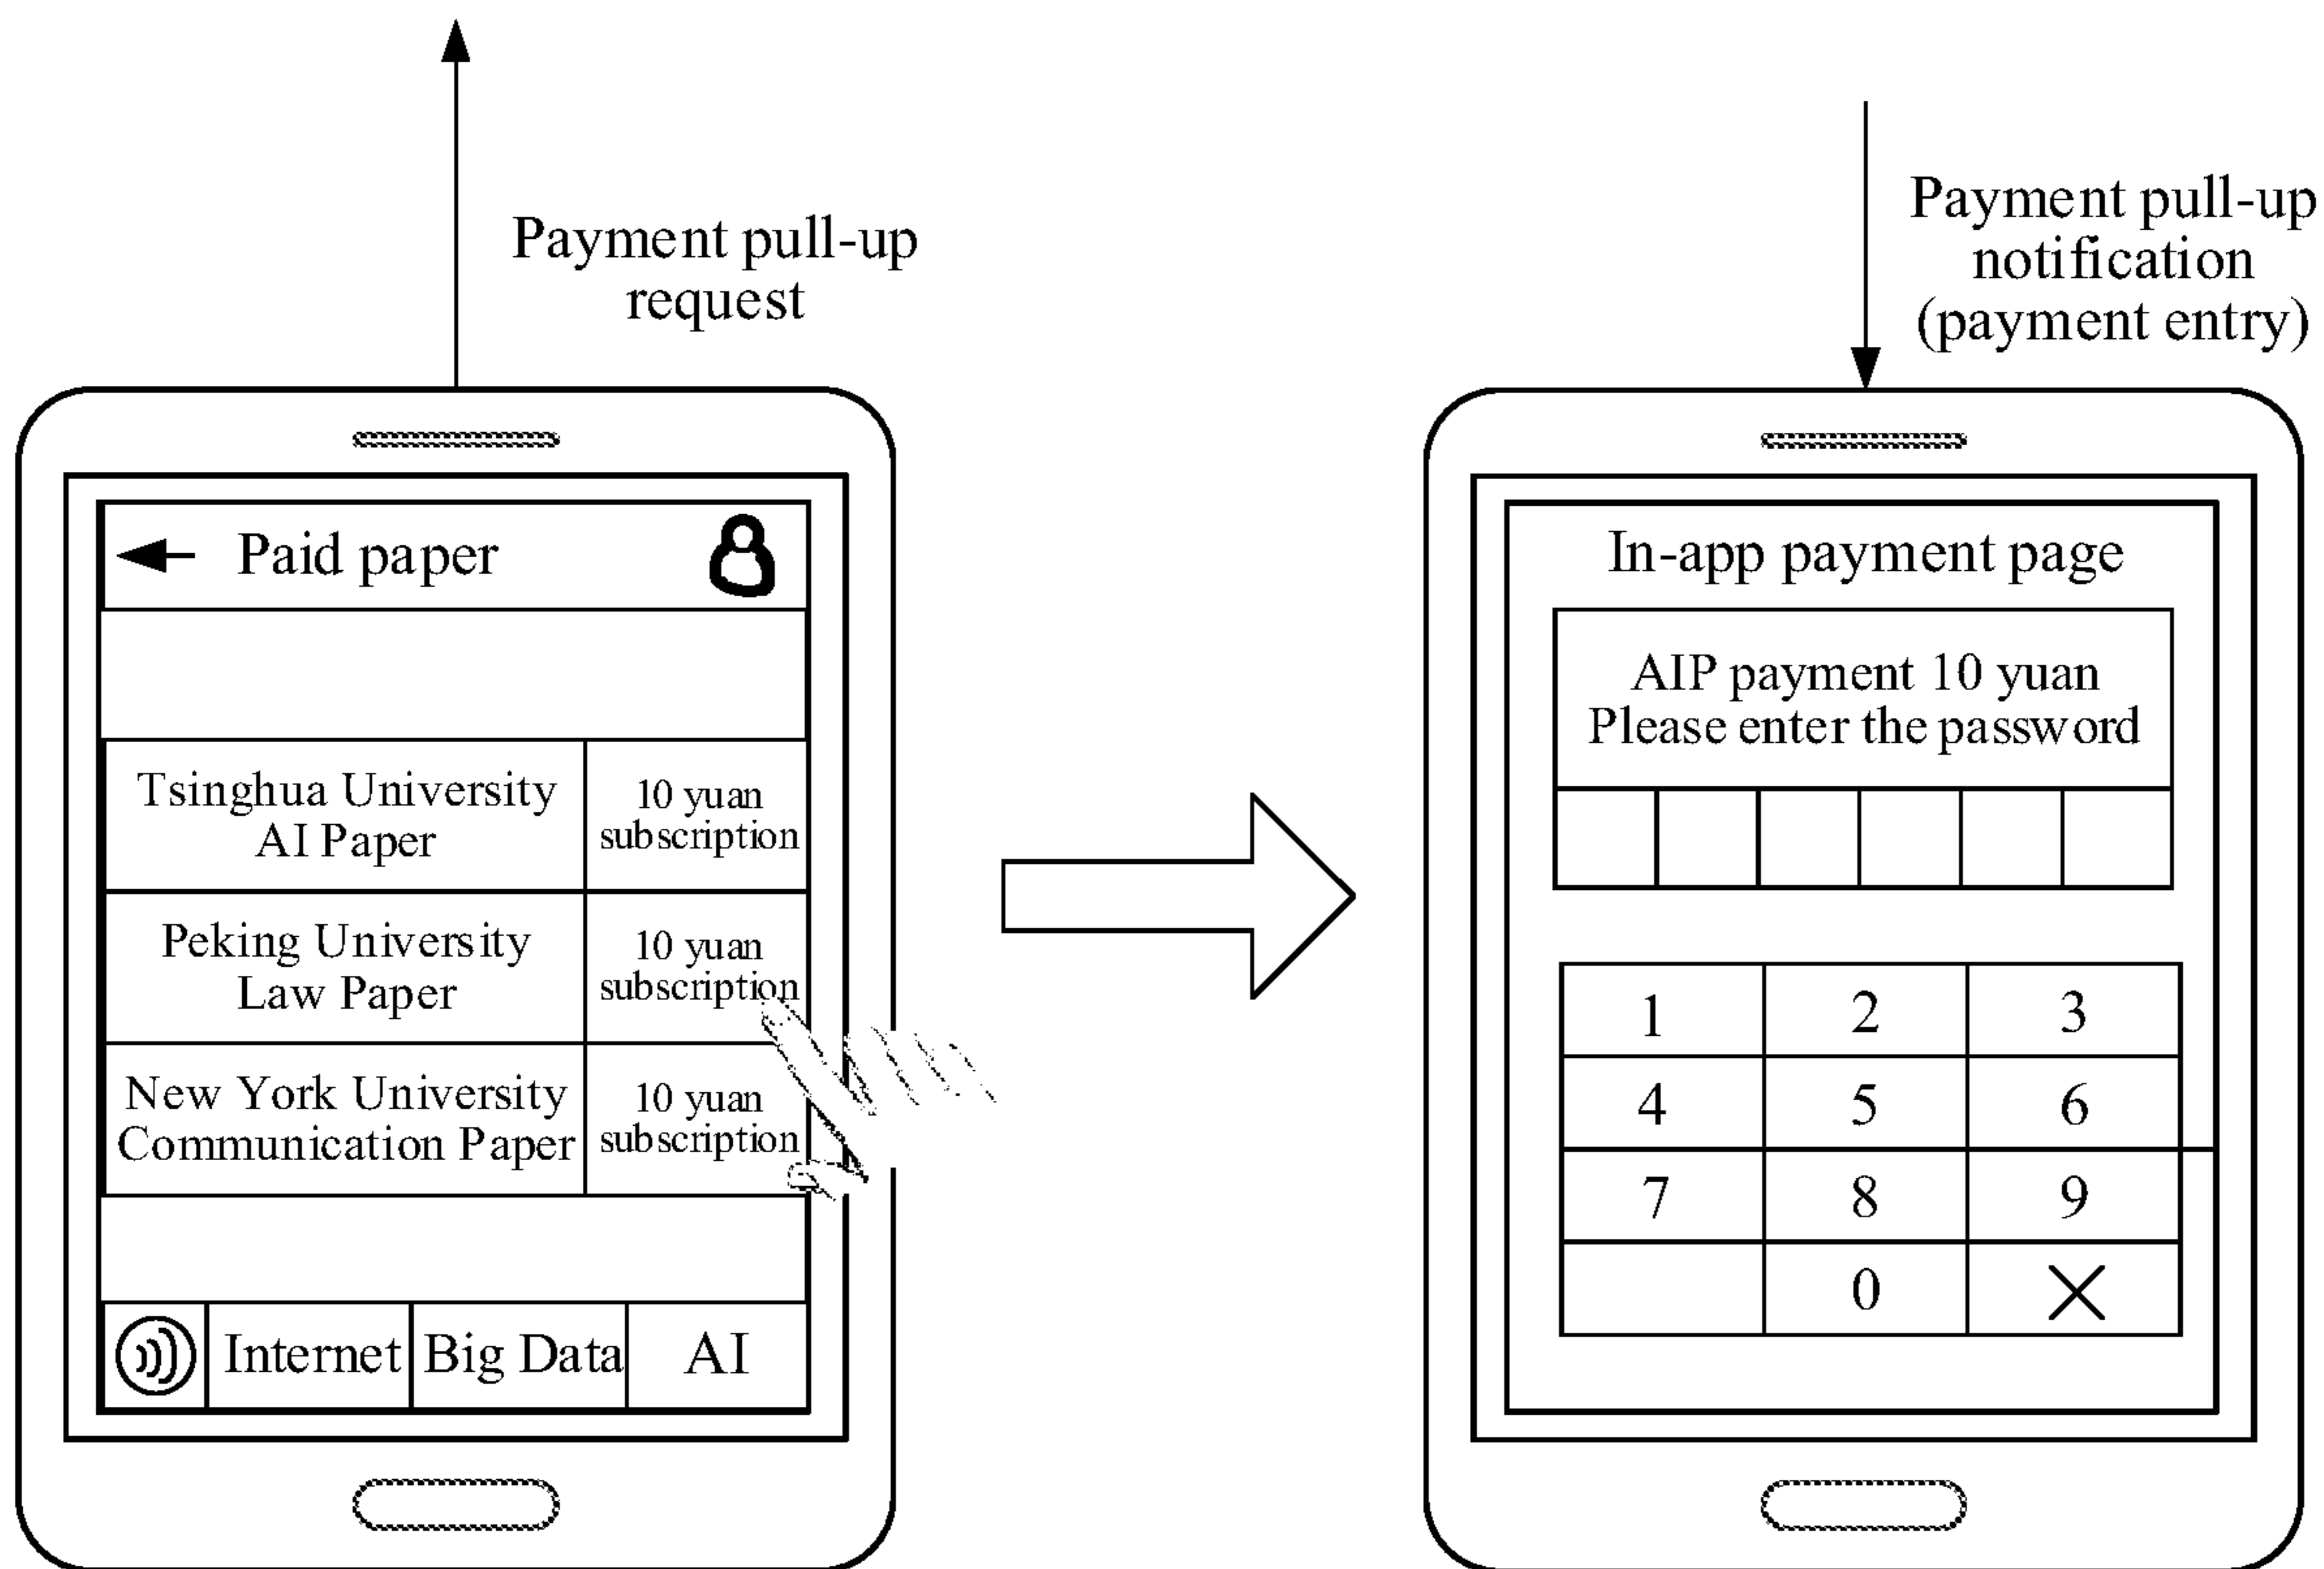 Payment pull-up
request
Paid paper
Tsinghua University
AI Paper
10 yuan
subscription
Peking University
Law Paper
10 yuan
subscription
New York University
Communication Paper
10 yuan
subscription
Internet
Big Data
AI
Payment pull-up
notification
(payment entry)
In-app payment page
AIP payment 10 yuan
Please enter the password
1 2 3
4 5 6
7 8 9
0